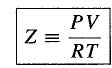 Z ≡ PV / RT